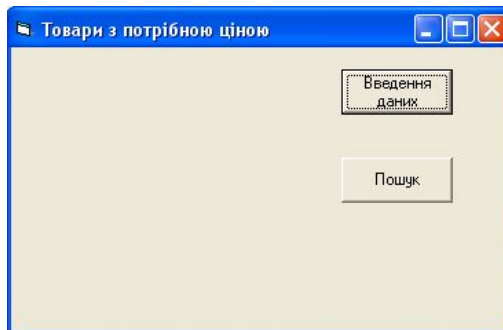 Товари з потрібною ціною
Введення
даних
Пошук